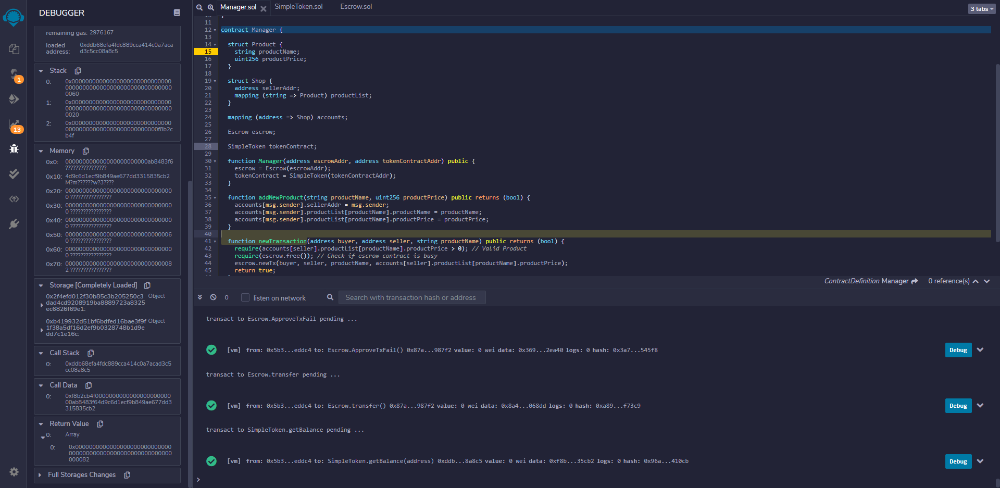 DEBUGGER
remaining gas: 2976167
loaded address: 0xddb68efa4fdc889cca414c0a7aca
d3c5cc08a8c5
Stack
0: 0x00000000000000000000000000000
000000000000000000000000000000
0060
1: 0x00000000000000000000000000000
000000000000000000000000000000
0020
2: 0x00000000000000000000000000000
00000000000000000000000000f8b2c
b4f
Memory
0x0: 000000000000000000000000ab8483f6
????????????????
0x10: 4d9c6d1ecf9b849ae677dd3315835cb2
M?m??????w?3????
0x20: 0000000000000000000000000000000
0 ????????????????
0x30: 0000000000000000000000000000000
0 ????????????????
0x40: 0000000000000000000000000000000
0 ????????????????
0x50: 0000000000000000000000000000006
0 ????????????????
0x60: 0000000000000000000000000000000
0 ????????????????
0x70: 0000000000000000000000000000008
2 ????????????????
Storage [Completely Loaded]
0x2f4efd012f30b85c3b205250c3 Object
dad4cd9208919ba8889723a8325
ec6826f69e1:
0xb419932d51bf6bdfed16bae3f9f Object
1f38a5df16d2ef9b0328748b1d9e
dd7c1e16c:
Call Stack
0: 0xddb68efa4fdc889cca414c0a7acad3c5
cc08a8c5
Call Data
0: 0xf8b2cb4f0000000000000000000000
00ab8483f64d9c6d1ecf9b849ae677dd3
315835cb2
Return Value
0: Array
0: 0x0000000000000000000000000000
00000000000000000000000000000
000082
Full Storages Changes
1
13
Manager.sol
SimpleToken.sol
Escrow.sol
3 tabs
10 }
11
12 contract Manager {
13
14 struct Product {
15 string productName;
16 uint256 productPrice;
17 }
18
19 struct Shop {
20 address sellerAddr;
21 mapping (string => Product) productList;
22 }
23
24 mapping (address => Shop) accounts;
25
26 Escrow escrow;
27
28 SimpleToken tokenContract;
29
30 function Manager(address escrowAddr, address tokenContractAddr) public {
31 escrow = Escrow(escrowAddr);
32 tokenContract = SimpleToken(tokenContractAddr);
33 }
34
35 function addNewProduct(string productName, uint256 productPrice) public returns (bool) {
36 accounts[msg.sender].sellerAddr = msg.sender;
37 accounts[msg.sender].productList[productName].productName = productName;
38 accounts[msg.sender].productList[productName].productPrice = productPrice;
39 }
40
41 function newTransaction(address buyer, address seller, string productName) public returns (bool) {
42 require(accounts[seller].productList[productName].productPrice > 0); // Valid Product
43 require(escrow.free()); // Check if escrow contract is busy
44 escrow.newTx(buyer, seller, productName, accounts[seller].productList[productName].productPrice);
45 return true;
ContractDefinition Manager 0 reference(s)
0 listen on network Search with transaction hash or address
transact to Escrow.ApproveTxFail pending ...
[vm] from: 0x5b3...eddc4 to: Escrow.ApproveTxFail() 0x87a...987f2 value: 0 wei data: 0x369...2ea40 logs: 0 hash: 0x3a7...545f8 Debug
transact to Escrow.transfer pending ...
[vm] from: 0x5b3...eddc4 to: Escrow.transfer() 0x87a...987f2 value: 0 wei data: 0x8a4...068dd logs: 0 hash: 0xa89...f73c9 Debug
transact to SimpleToken.getBalance pending ...
[vm] from: 0x5b3...eddc4 to: SimpleToken.getBalance(address) 0xddb...8a8c5 value: 0 wei data: 0xf8b...35cb2 logs: 0 hash: 0x96a...410cb Debug
>